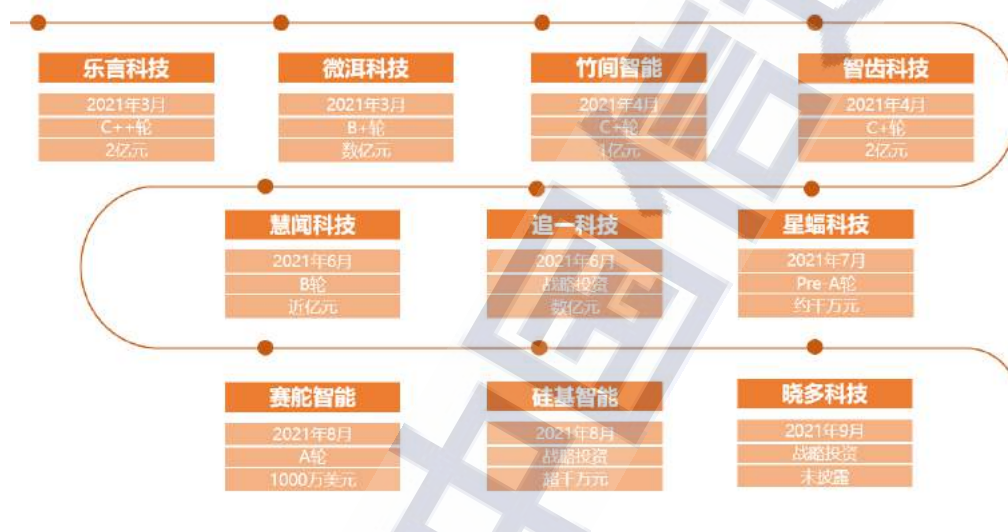 乐言科技
2021年3月
C++轮
2亿元
微洱科技
2021年3月
B+轮
数亿元
竹间智能
2021年4月
C+轮
1亿元
智齿科技
2021年4月
C+轮
2亿元
慧闻科技
2021年6月
B轮
近亿元
追一科技
2021年6月
战略投资
数亿元
星蝠科技
2021年7月
Pre-A轮
约千万元
赛舵智能
2021年8月
A轮
1000万美元
硅基智能
2021年8月
战略投资
超千万元
晓多科技
2021年9月
战略投资
未披露